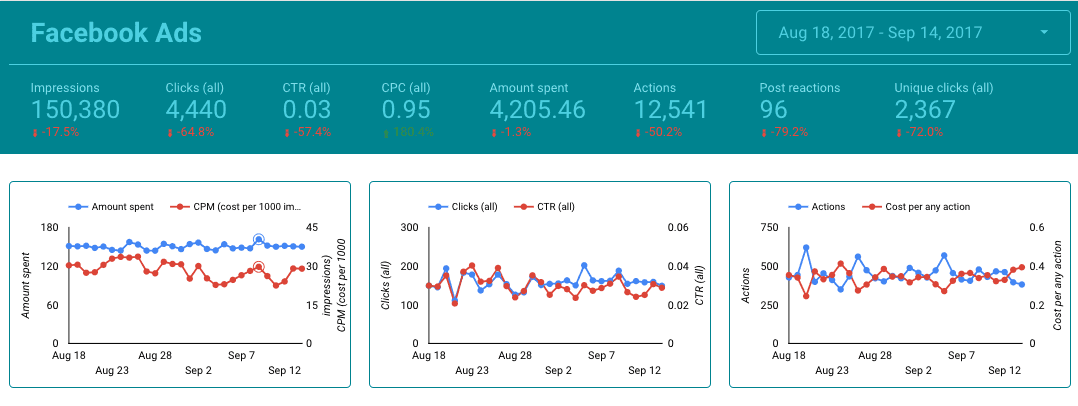 Facebook Ads
Aug 18, 2017 - Sep 14, 2017
Impressions Clicks (all) CTR (all) CPC (all) Amount spent Actions Post reactions Unique clicks (all)
150,380 4,440 0.03 0.95 4,205.46 12,541 96 2,367
-17.5% -64.8% -57.4% 180.4% -1.3% -50.2% -79.2% -72.0%
Amount spent CPM (cost per 1000 im...
180 45
120 30
60 15
0 0
Amount spent
CPM (cost per 1000
impressions)
Aug 18 Aug 28 Sep 7
Aug 23 Sep 2 Sep 12
Clicks (all) CTR (all)
300 0.06
200 0.04
100 0.02
0 0
Clicks (all)
CTR (all)
Aug 18 Aug 28 Sep 7
Aug 23 Sep 2 Sep 12
Actions Cost per any action
750 0.6
500 0.4
250 0.2
0 0
Actions
Cost per any action
Aug 18 Aug 28 Sep 7
Aug 23 Sep 2 Sep 12